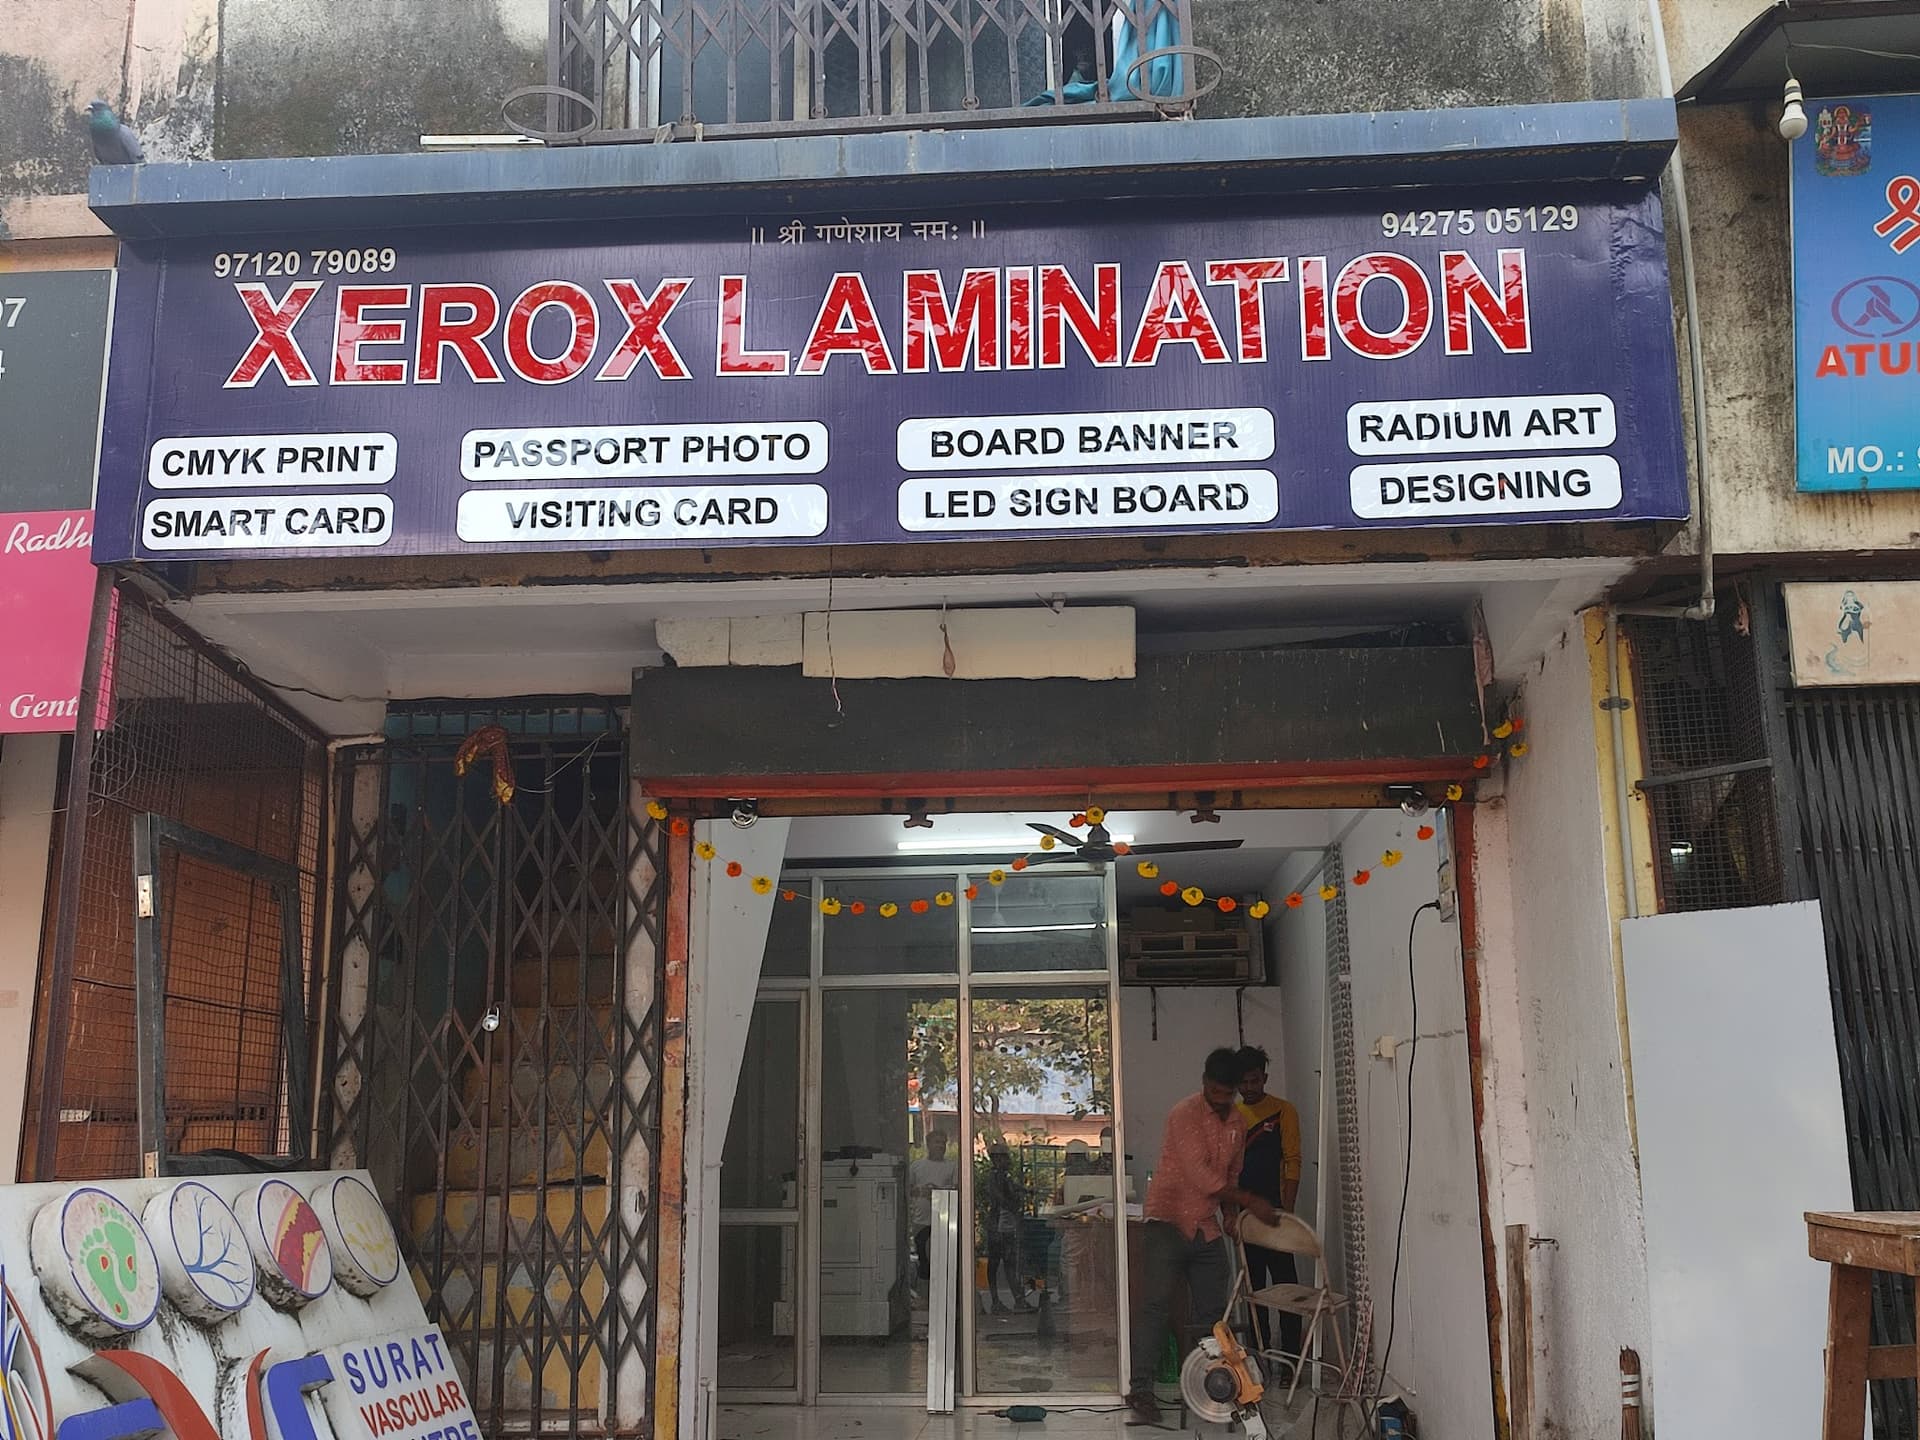 97120 79089
|| श्री गणेशाय नमः ||
94275 05129
XEROX LAMINATION
CMYK PRINT
PASSPORT PHOTO
BOARD BANNER
RADIUM ART
SMART CARD
VISITING CARD
LED SIGN BOARD
DESIGNING
MO.:
SURAT
VASCULAR